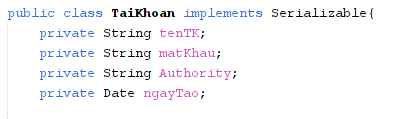 public class TaiKhoan implements Serializable{
private String tenTK;
private String matKhau;
private String Authority;
private Date ngayTao;